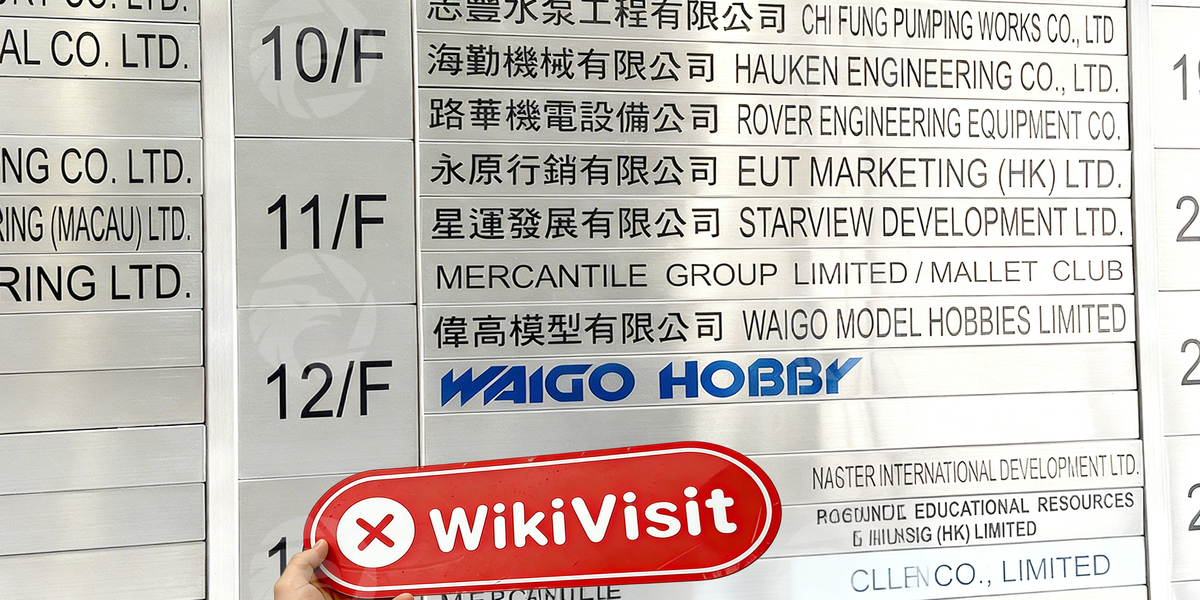 CO. LTD.
AL CO. LTD.
NG CO. LTD.
RING (MACAU) LTD.
RING LTD.
10/F
志豐水泵工程有限公司 CHI FUNG PUMPING WORKS CO., LTD
海勤機械有限公司 HAUKEN ENGINEERING CO., LTD.
路華機電設備公司 ROVER ENGINEERING EQUIPMENT CO.
11/F
永原行銷有限公司 EUT MARKETING (HK) LTD.
星運發展有限公司 STARVIEW DEVELOPMENT LTD.
MERCANTILE GROUP LIMITED / MALLET CLUB
12/F
偉高模型有限公司 WAIGO MODEL HOBBIES LIMITED
WAIGO HOBBY
NASTER INTERNATIONAL DEVELOPMENT LTD.
EDUCATIONAL RESOURCES
(HK) LIMITED
CO., LIMITED
WikiVisit